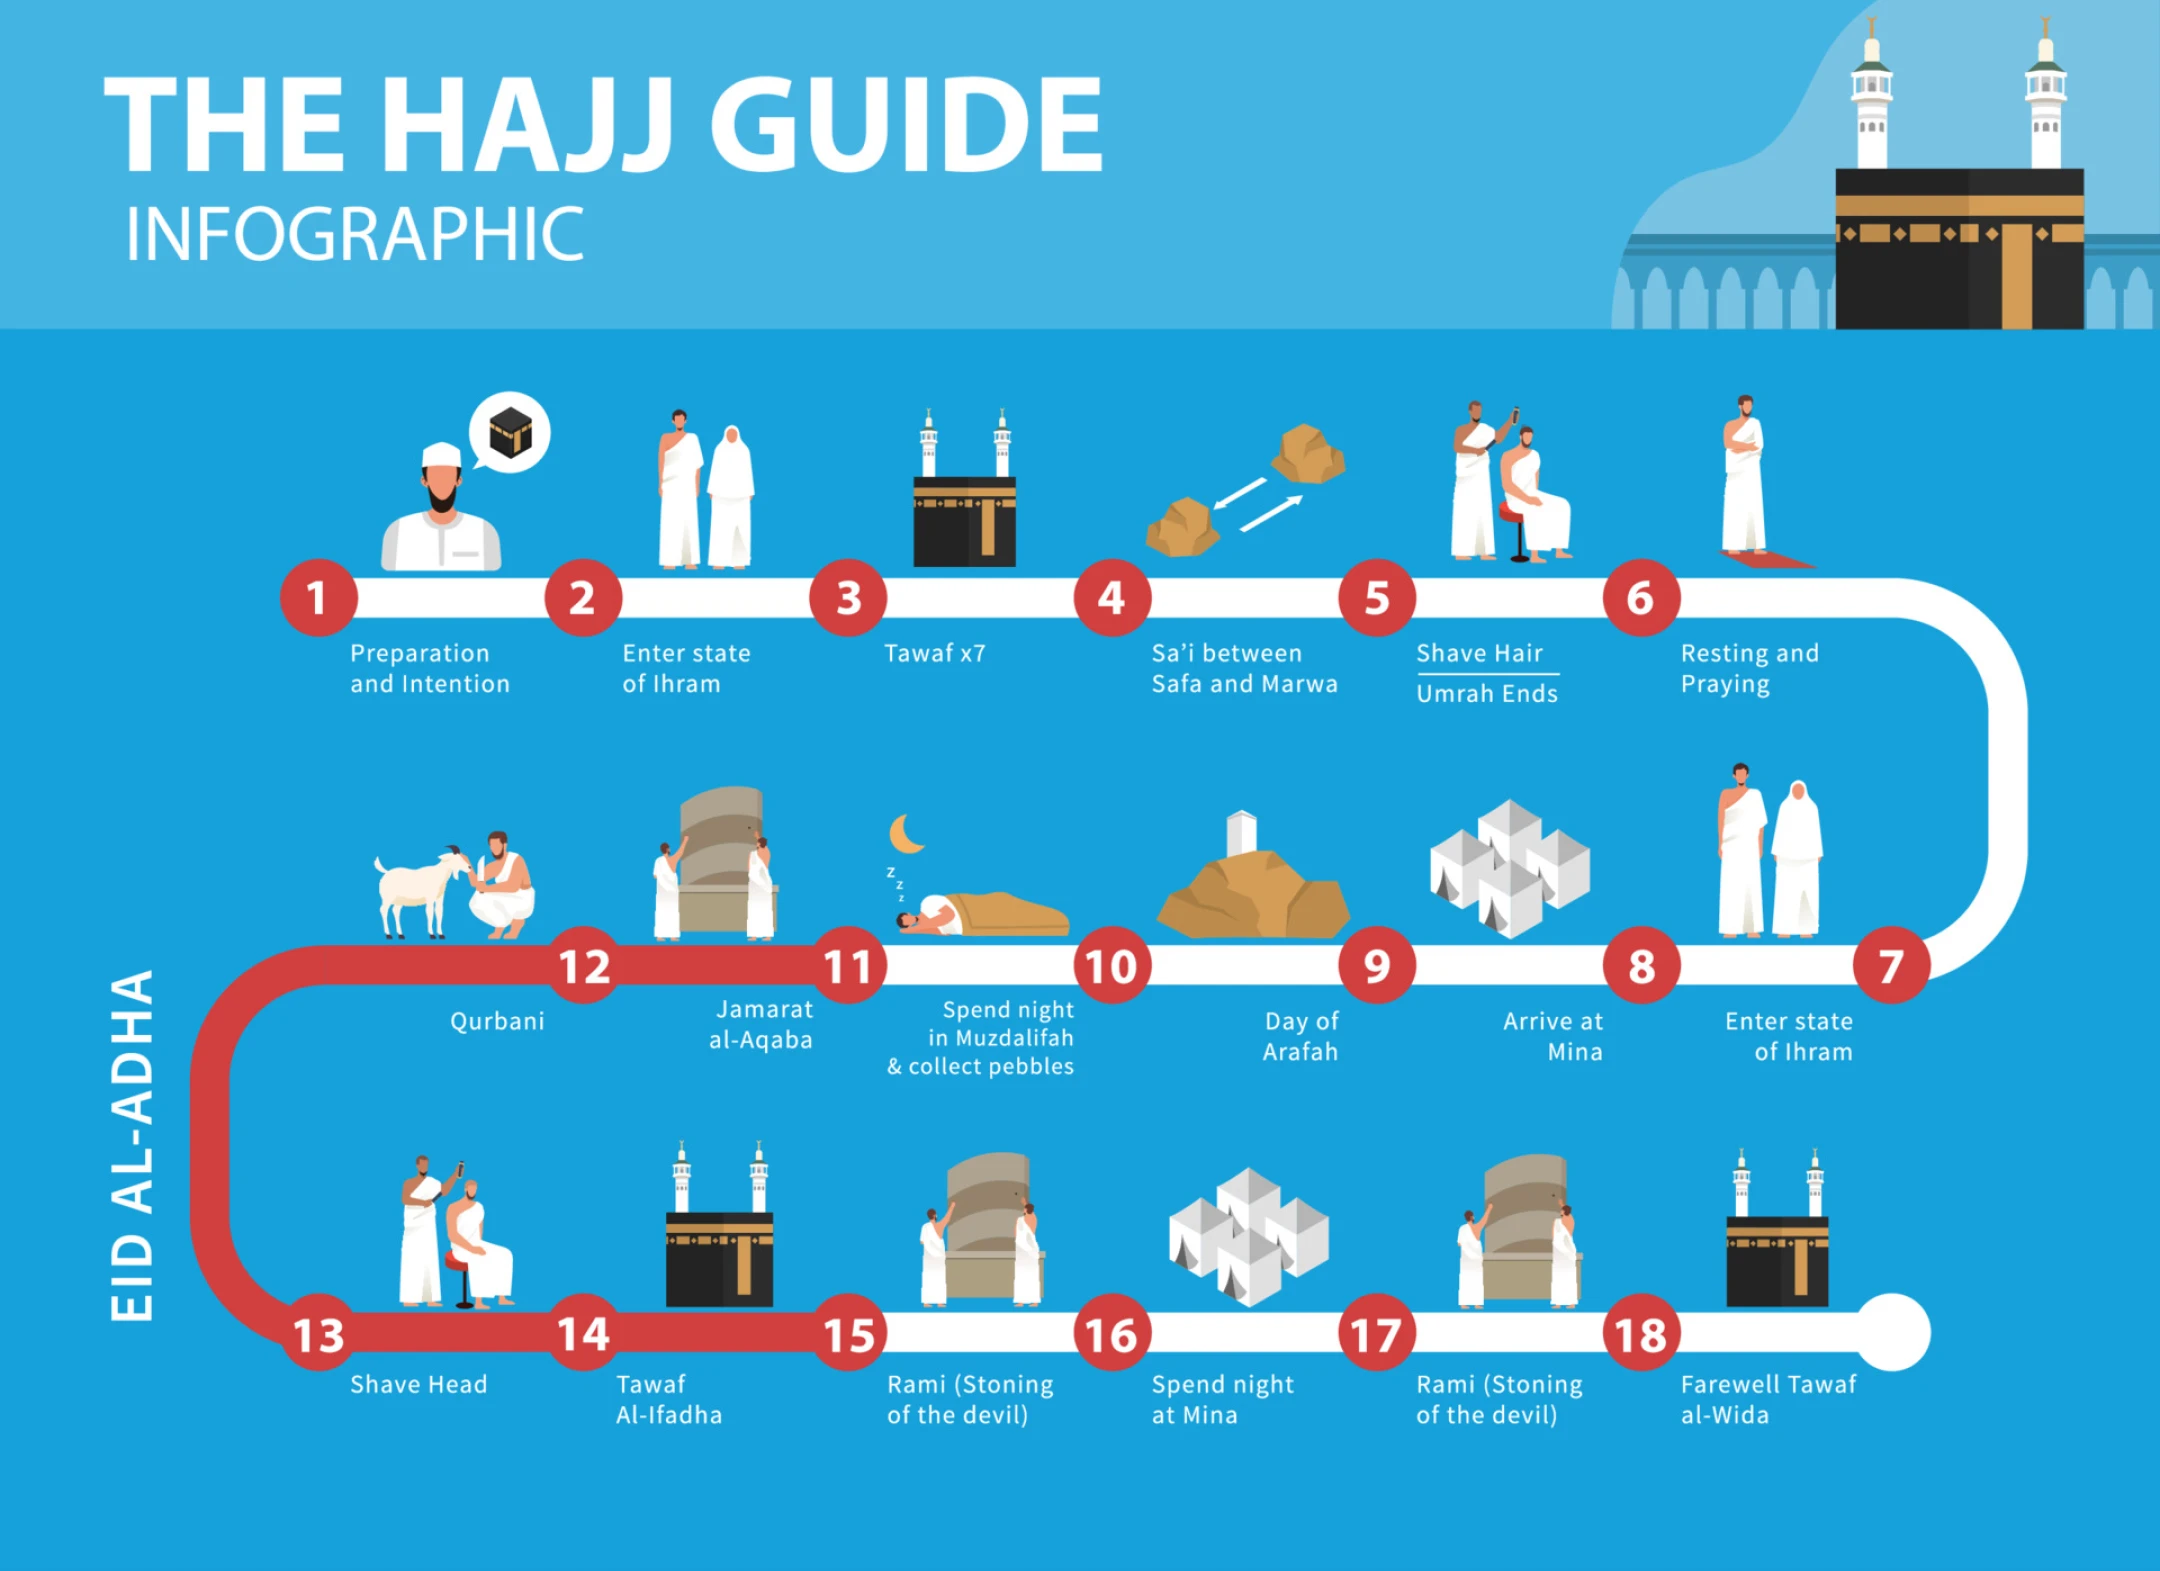 THE HAJJ GUIDE
INFOGRAPHIC
1
Preparation
and Intention
2
Enter state
of Ihram
3
Tawaf x7
4
Sa’i between
Safa and Marwa
5
Shave Hair
Umrah Ends
6
Resting and
Praying
7
Enter state
of Ihram
8
Arrive at
Mina
9
Day of
Arafah
10
z
z
z
Spend night
in Muzdalifah
& collect pebbles
11
Jamarat
al-Aqaba
12
Qurbani
EID AL-ADHA
13
Shave Head
14
Tawaf
Al-Ifadha
15
Rami (Stoning
of the devil)
16
Spend night
at Mina
17
Rami (Stoning
of the devil)
18
Farewell Tawaf
al-Wida